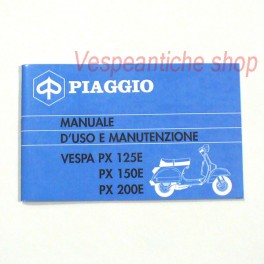 Vespeantiche shop
PIAGGIO
MANUALE
D'USO E MANUTENZIONE
VESPA PX 125E
PX 150E
PX 200E